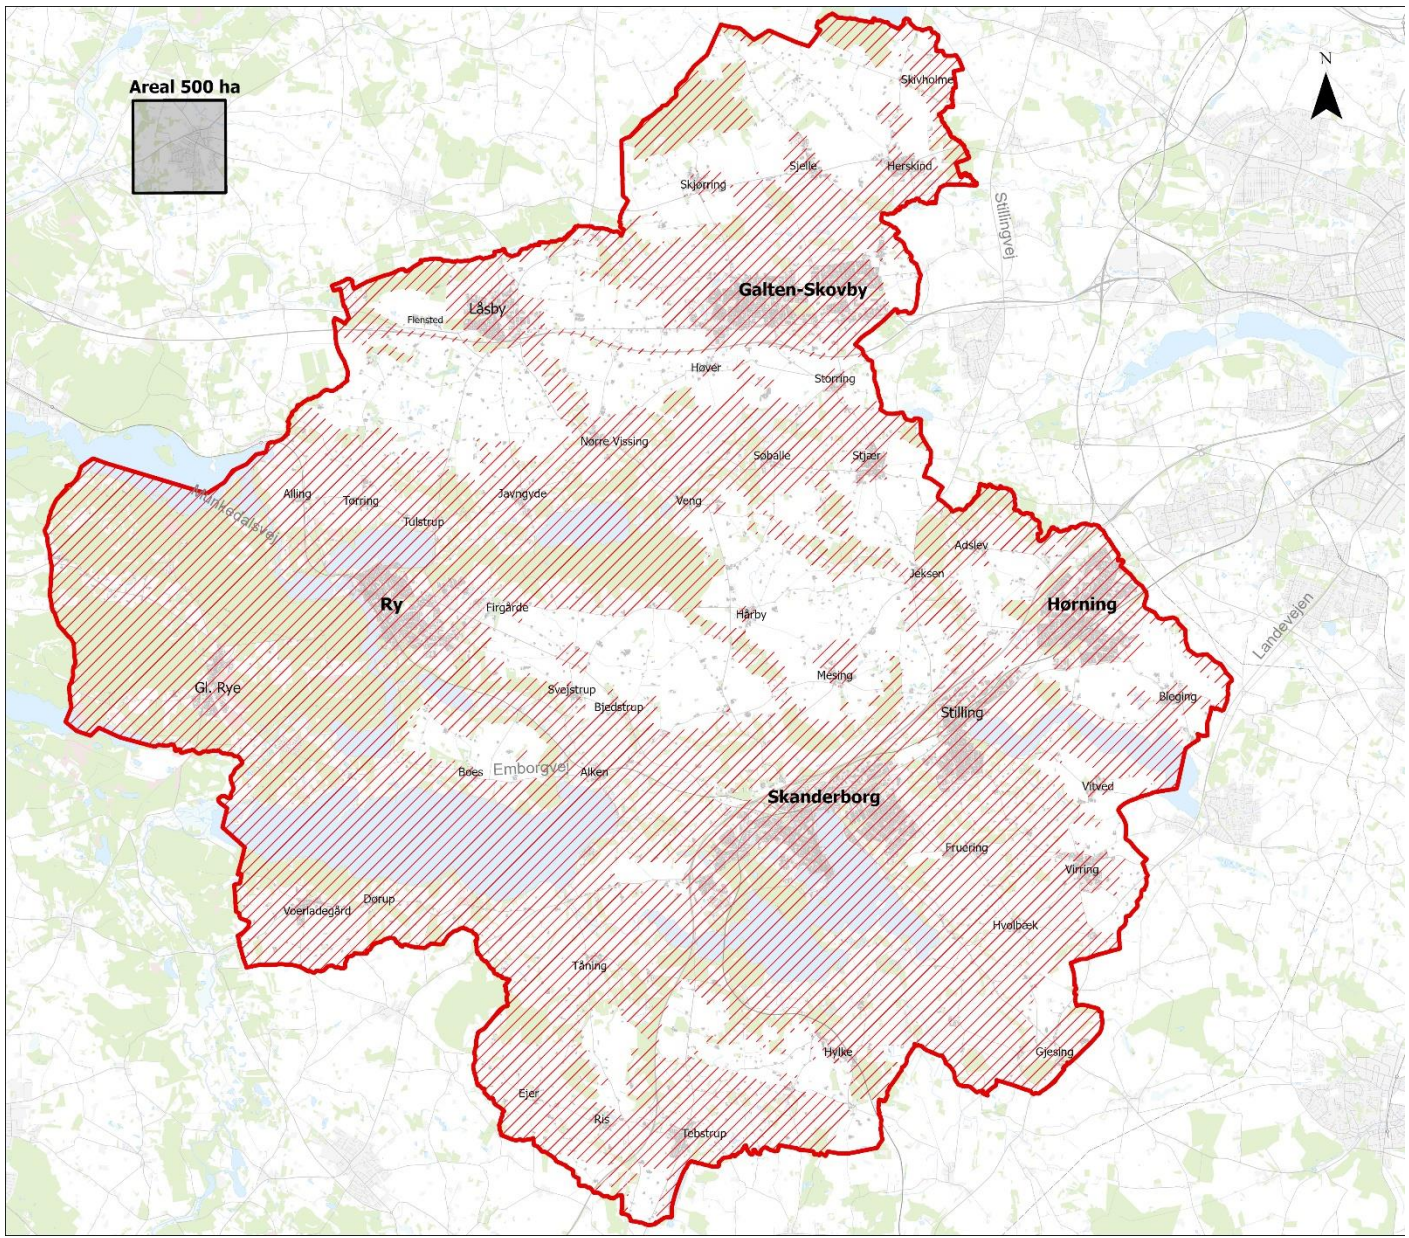 Areal 500 ha
N
Skivholme
Sjelle
Herskind
Skjørring
Stillingvej
Galten-Skovby
Låsby
Flensted
Høver
Storring
Nørre Vissing
Søballe
Stjær
Alling
Tørring
Javngyde
Veng
Munkedalsvej
Tulstrup
Adslev
Jeksen
Ry
Firgårde
Hårby
Hørning
Landevejen
Gl. Rye
Svejstrup
Mesing
Bjedstrup
Blegind
Stilling
Boes
Emborgvej
Alken
Vitved
Skanderborg
Fruering
Virring
Voerladegård
Dørup
Hvolbæk
Tåning
Hylke
Gjesing
Ejer
Ris
Tebstrup